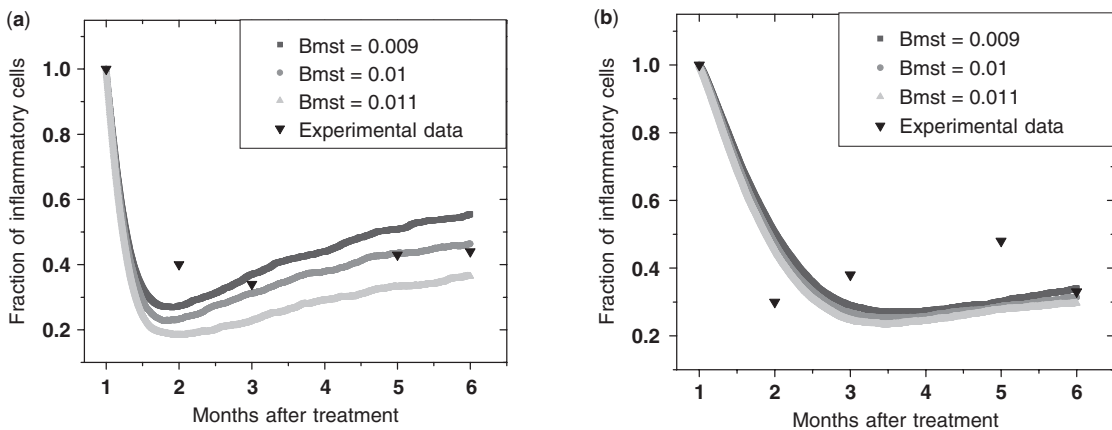 (a)
Bmst = 0.009
Bmst = 0.01
Bmst = 0.011
Experimental data
Fraction of inflammatory cells
1.0
0.8
0.6
0.4
0.2
1 2 3 4 5 6
Months after treatment
(b)
Bmst = 0.009
Bmst = 0.01
Bmst = 0.011
Experimental data
Fraction of inflammatory cells
1.0
0.8
0.6
0.4
0.2
1 2 3 4 5 6
Months after treatment